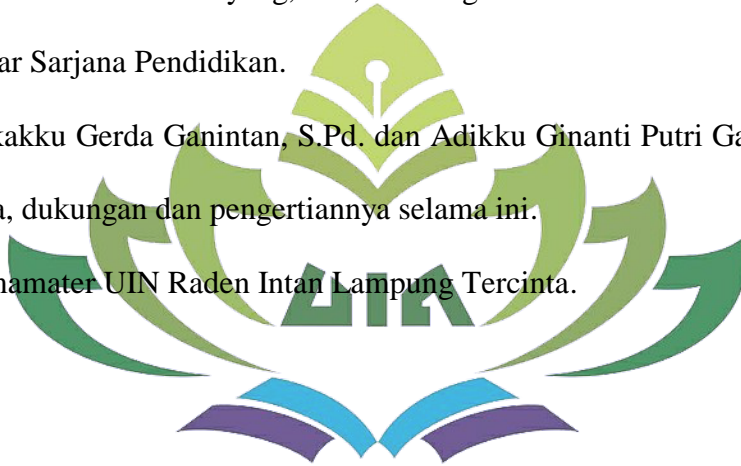 ar Sarjana Pendidikan.
kakku Gerda Ganintan, S.Pd. dan Adikku Ginanti Putri Ga
a, dukungan dan pengertiannya selama ini.
mamater UIN Raden Intan Lampung Tercinta.
UIN